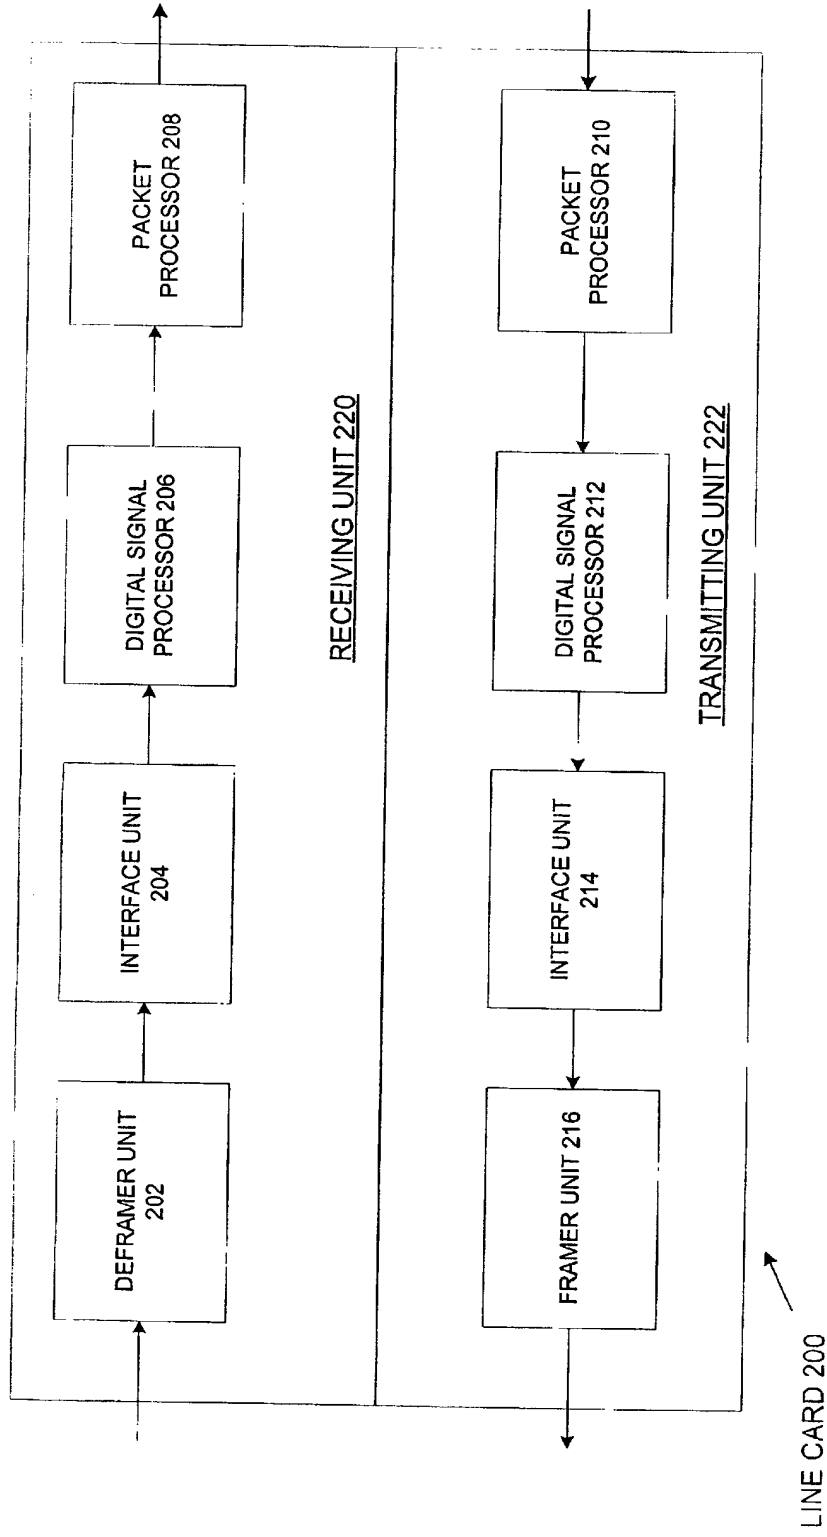 DEFRAMER UNIT
202
INTERFACE UNIT
204
DIGITAL SIGNAL
PROCESSOR 206
PACKET
PROCESSOR 208
RECEIVING UNIT 220
FRAMER UNIT 216
INTERFACE UNIT
214
DIGITAL SIGNAL
PROCESSOR 212
PACKET
PROCESSOR 210
TRANSMITTING UNIT 222
LINE CARD 200